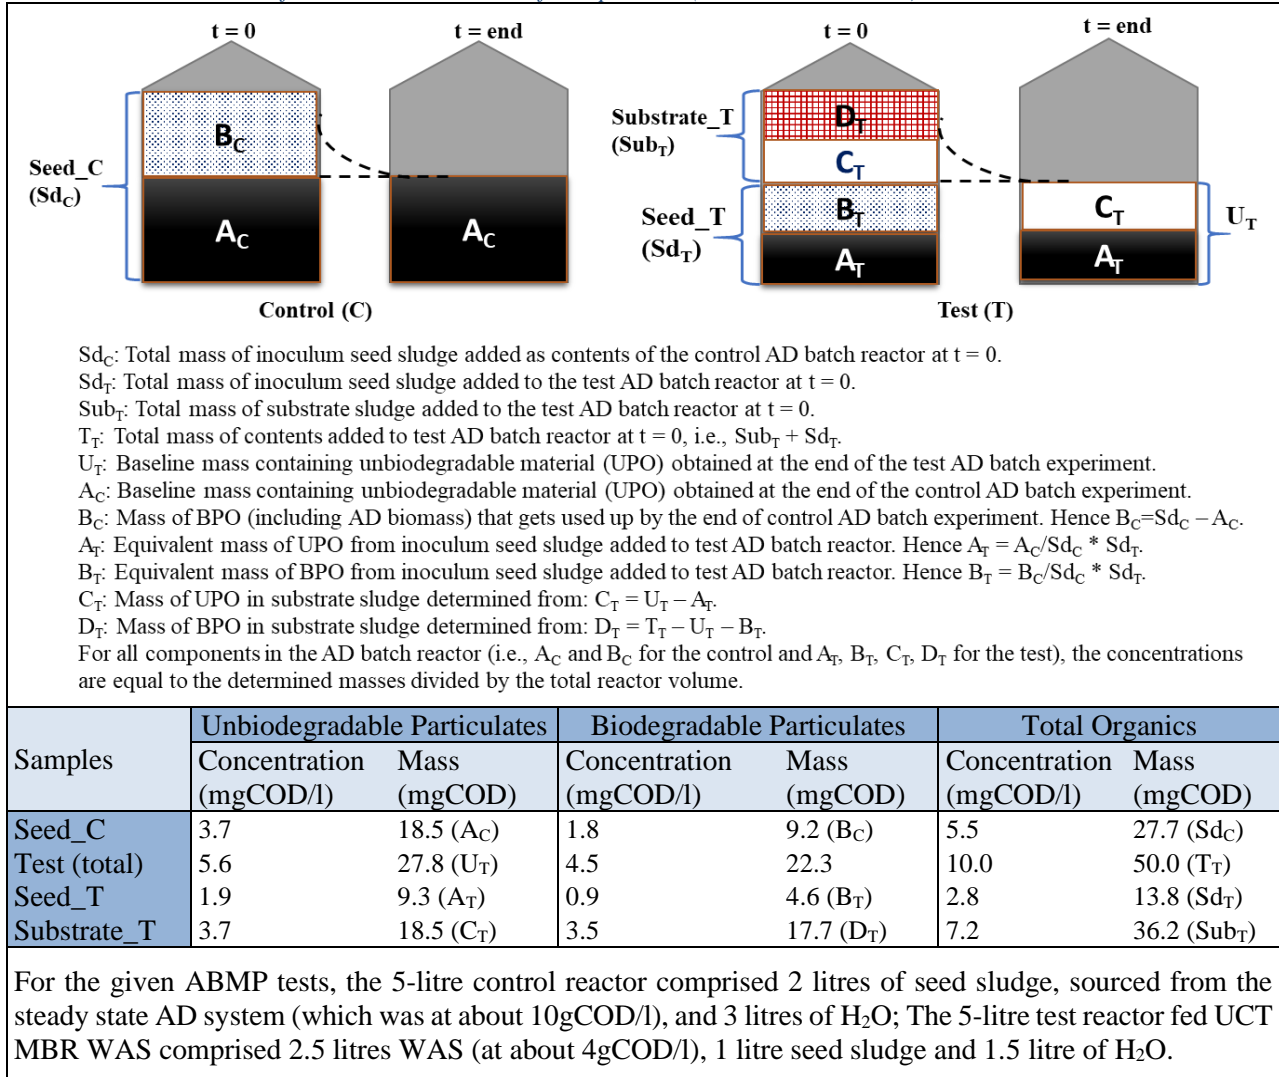 t = 0
t = end
t = 0
t = end
B_C
Seed_C
(Sd_C)
A_C
A_C
Control (C)
Substrate_T
(Sub_T)
D_T
C_T
Seed_T
(Sd_T)
B_T
A_T
C_T
A_T
U_T
Test (T)
Sd_C: Total mass of inoculum seed sludge added as contents of the control AD batch reactor at t = 0.
Sd_T: Total mass of inoculum seed sludge added to the test AD batch reactor at t = 0.
Sub_T: Total mass of substrate sludge added to the test AD batch reactor at t = 0.
T_T: Total mass of contents added to test AD batch reactor at t = 0, i.e., Sub_T + Sd_T.
U_T: Baseline mass containing unbiodegradable material (UPO) obtained at the end of the test AD batch experiment.
A_C: Baseline mass containing unbiodegradable material (UPO) obtained at the end of the control AD batch experiment.
B_C: Mass of BPO (including AD biomass) that gets used up by the end of control AD batch experiment. Hence B_C=Sd_C – A_C.
A_T: Equivalent mass of UPO from inoculum seed sludge added to test AD batch reactor. Hence A_T = A_C/Sd_C * Sd_T.
B_T: Equivalent mass of BPO from inoculum seed sludge added to test AD batch reactor. Hence B_T = B_C/Sd_C * Sd_T.
C_T: Mass of UPO in substrate sludge determined from: C_T = U_T – A_T.
D_T: Mass of BPO in substrate sludge determined from: D_T = T_T – U_T – B_T.
For all components in the AD batch reactor (i.e., A_C and B_C for the control and A_T, B_T, C_T, D_T for the test), the concentrations
are equal to the determined masses divided by the total reactor volume.
Samples Unbiodegradable Particulates Biodegradable Particulates Total Organics
Concentration Mass Concentration Mass Concentration Mass
(mgCOD/l) (mgCOD) (mgCOD/l) (mgCOD) (mgCOD/l) (mgCOD)
Seed_C 3.7 18.5 (A_C) 1.8 9.2 (B_C) 5.5 27.7 (Sd_C)
Test (total) 5.6 27.8 (U_T) 4.5 22.3 10.0 50.0 (T_T)
Seed_T 1.9 9.3 (A_T) 0.9 4.6 (B_T) 2.8 13.8 (Sd_T)
Substrate_T 3.7 18.5 (C_T) 3.5 17.7 (D_T) 7.2 36.2 (Sub_T)
For the given ABMP tests, the 5-litre control reactor comprised 2 litres of seed sludge, sourced from the
steady state AD system (which was at about 10gCOD/l), and 3 litres of H₂O; The 5-litre test reactor fed UCT
MBR WAS comprised 2.5 litres WAS (at about 4gCOD/l), 1 litre seed sludge and 1.5 litre of H₂O.